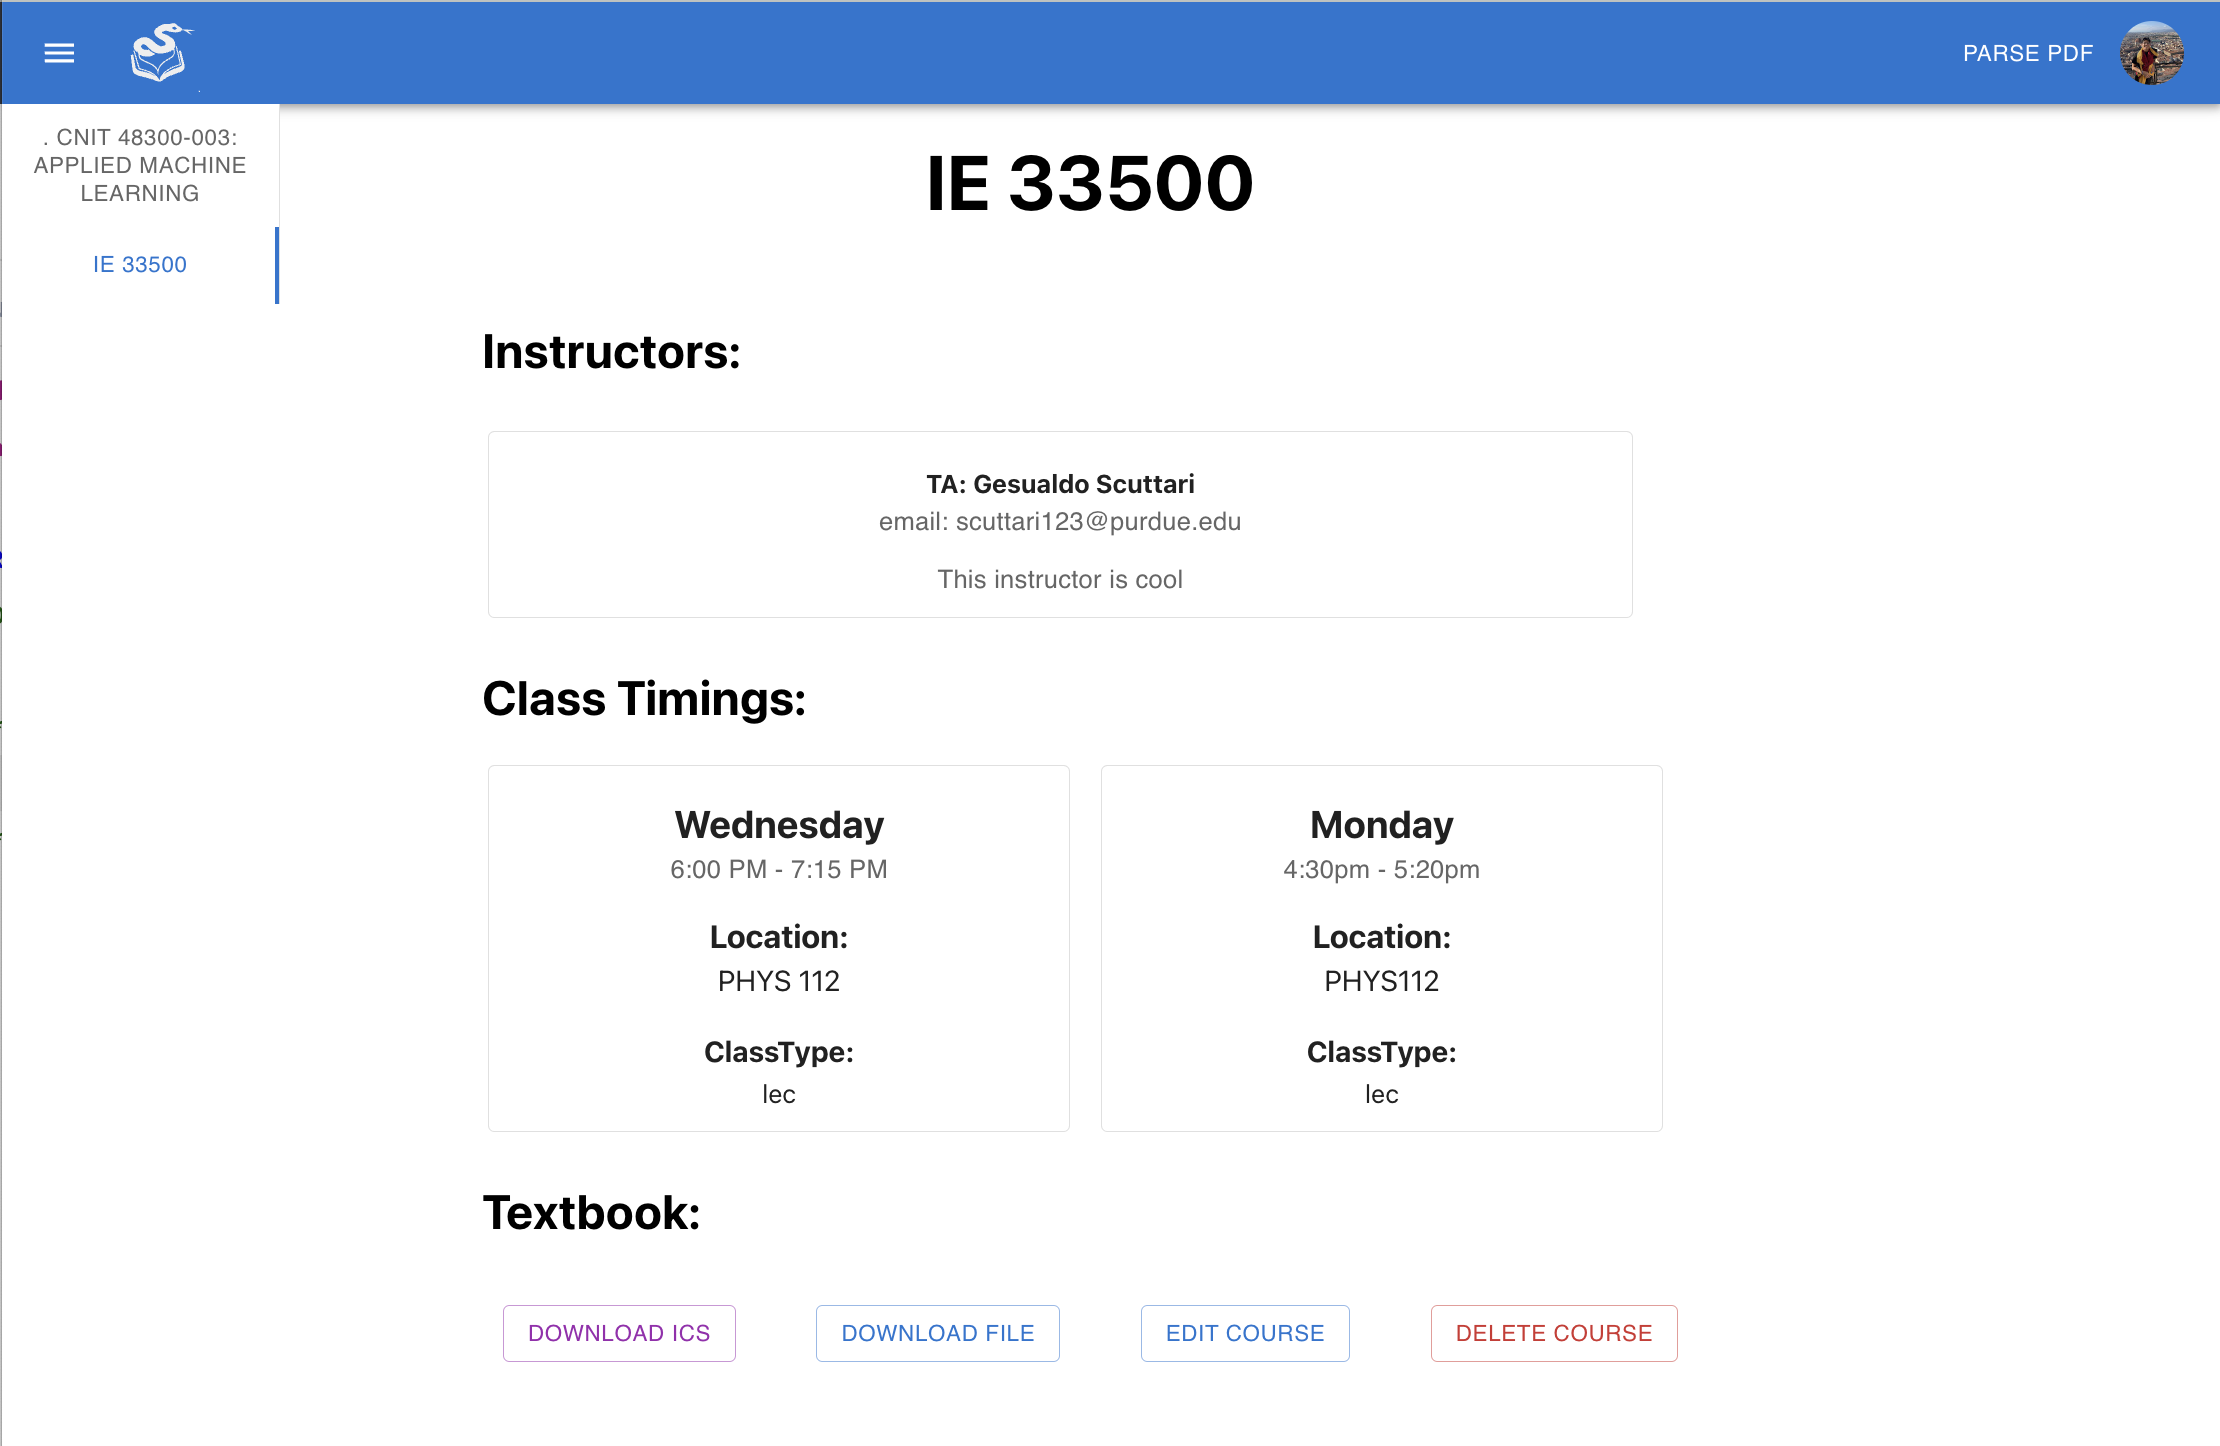 PARSE PDF
. CNIT 48300-003:
APPLIED MACHINE
LEARNING
IE 33500
IE 33500
Instructors:
TA: Gesualdo Scuttari
email: scuttari123@purdue.edu
This instructor is cool
Class Timings:
Wednesday
6:00 PM - 7:15 PM
Location:
PHYS 112
ClassType:
lec
Monday
4:30pm - 5:20pm
Location:
PHYS112
ClassType:
lec
Textbook:
DOWNLOAD ICS
DOWNLOAD FILE
EDIT COURSE
DELETE COURSE